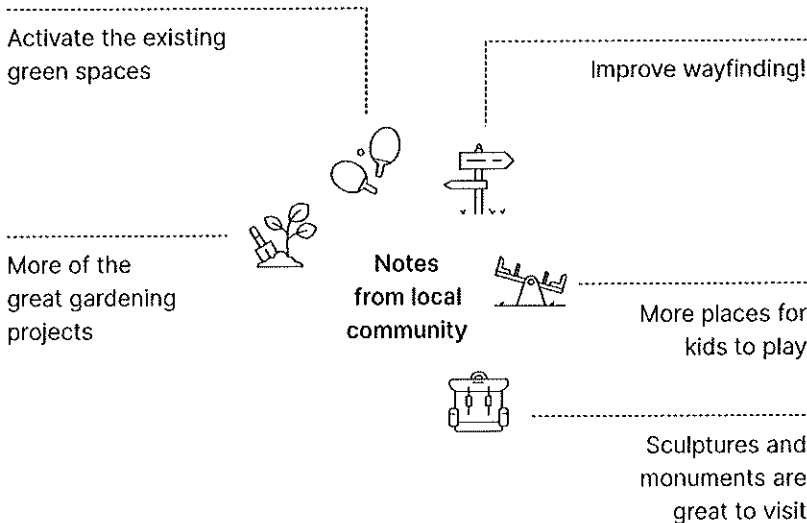 Activate the existing
green spaces
Improve wayfinding!
More of the
great gardening
projects
Notes
from local
community
More places for
kids to play
Sculptures and
monuments are
great to visit